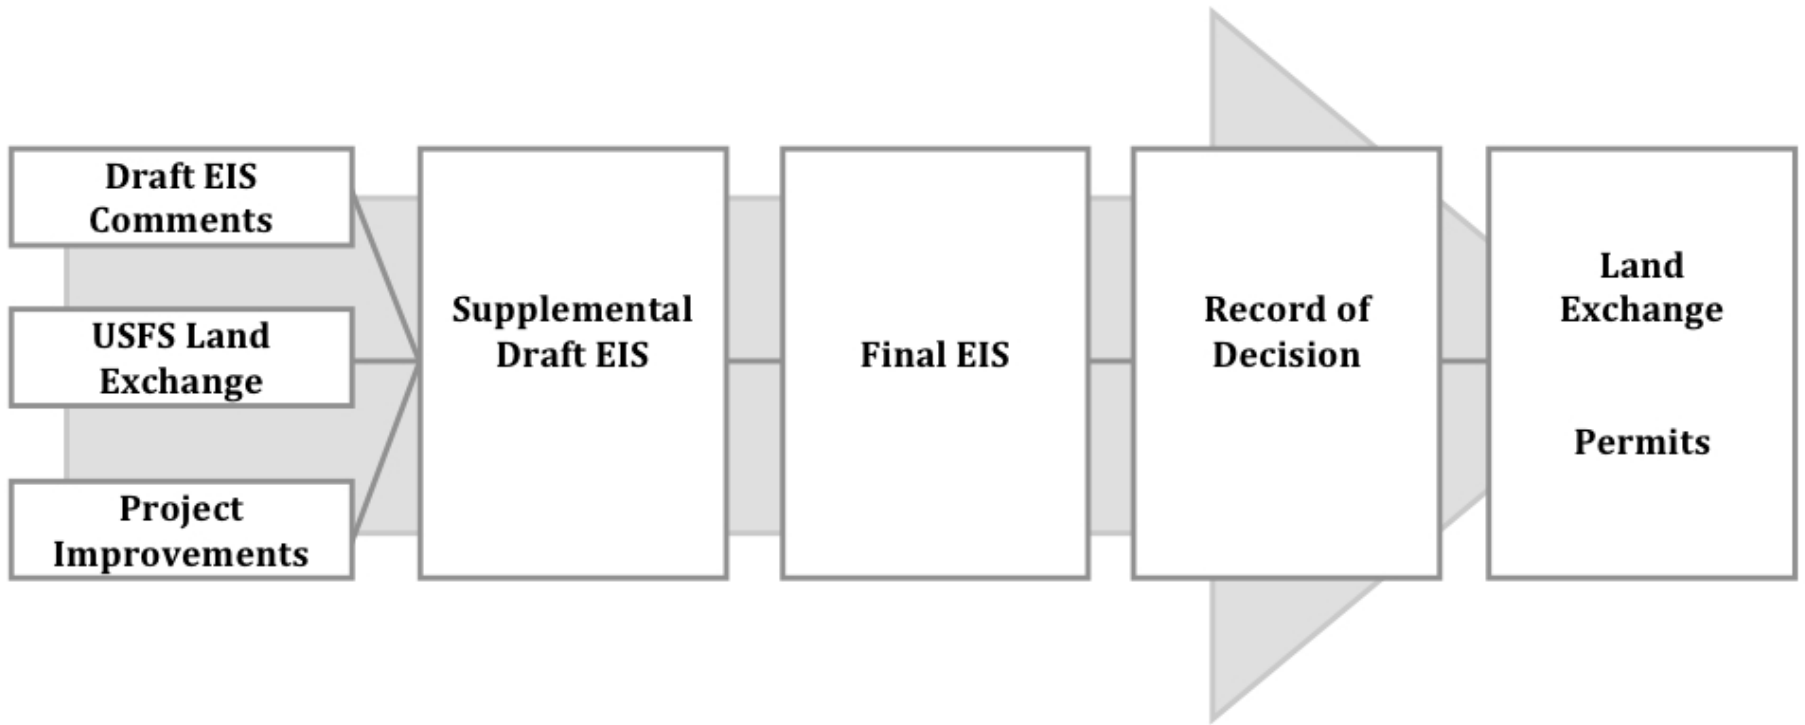 Draft EIS
Comments
USFS Land
Exchange
Project
Improvements
Supplemental
Draft EIS
Final EIS
Record of
Decision
Land
Exchange
Permits